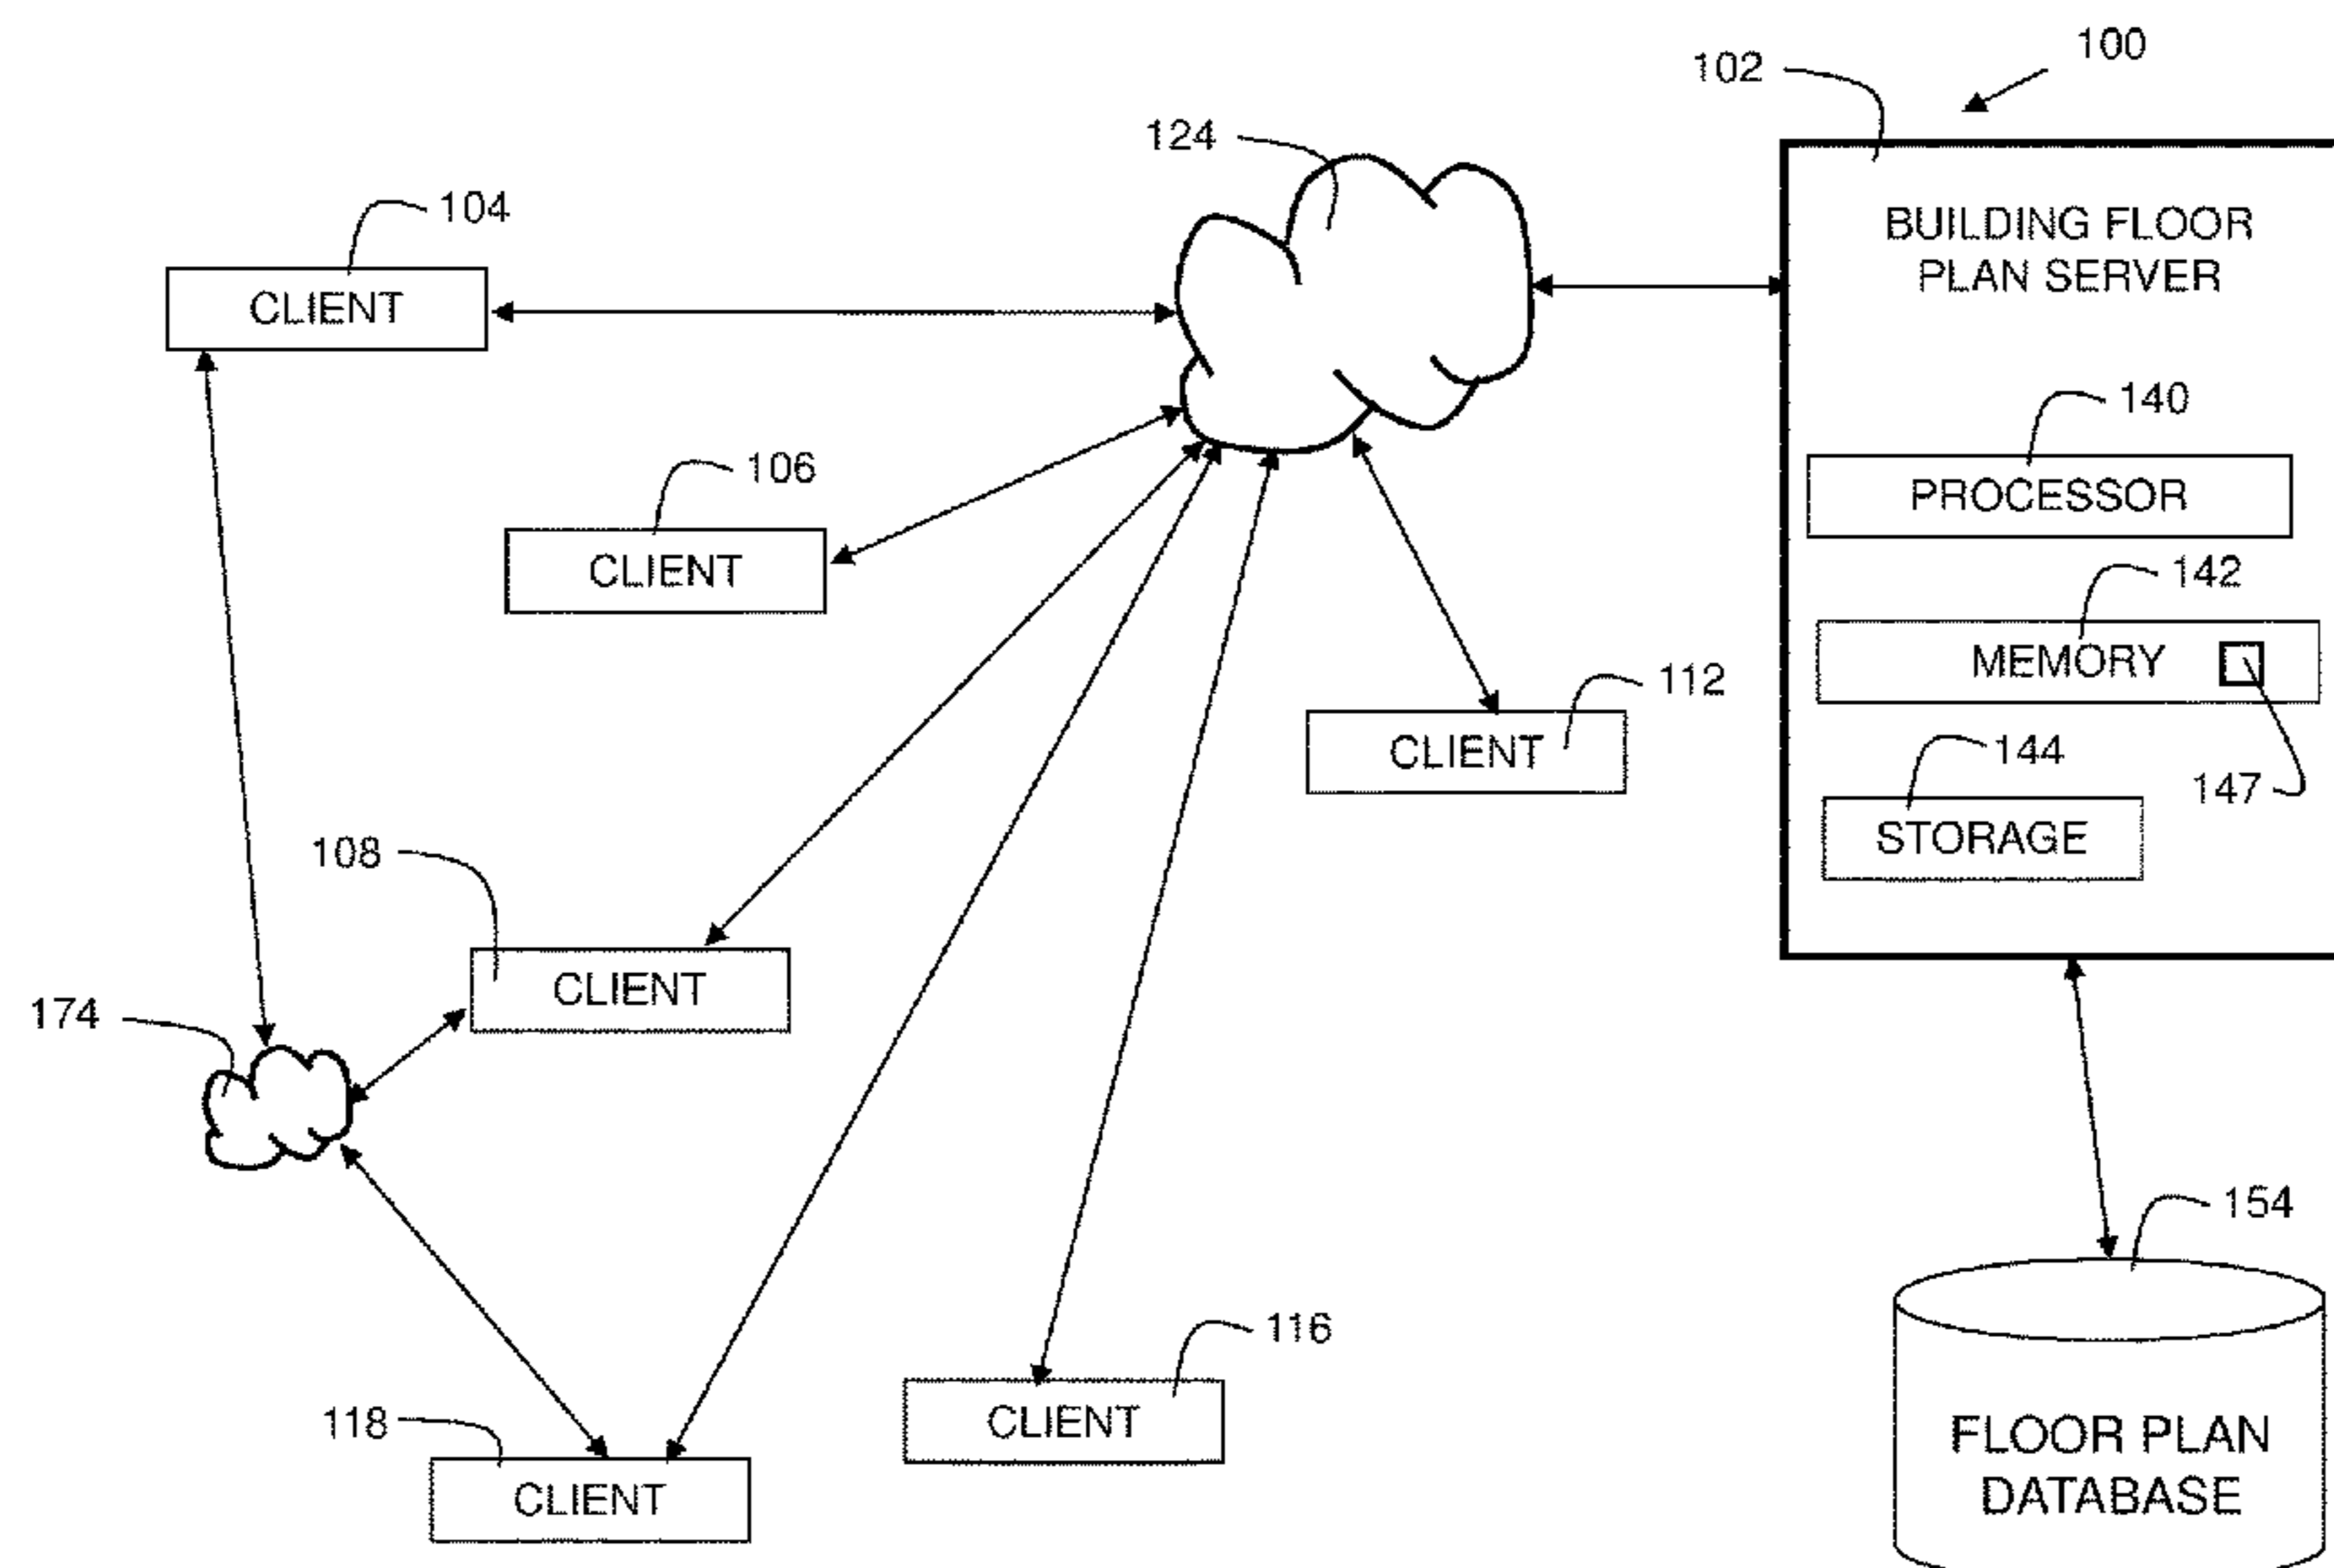 100
102
124
BUILDING FLOOR
PLAN SERVER
104
CLIENT
140
PROCESSOR
106
CLIENT
142
MEMORY
112
CLIENT
144
147
STORAGE
108
CLIENT
174
154
116
CLIENT
118
CLIENT
FLOOR PLAN
DATABASE